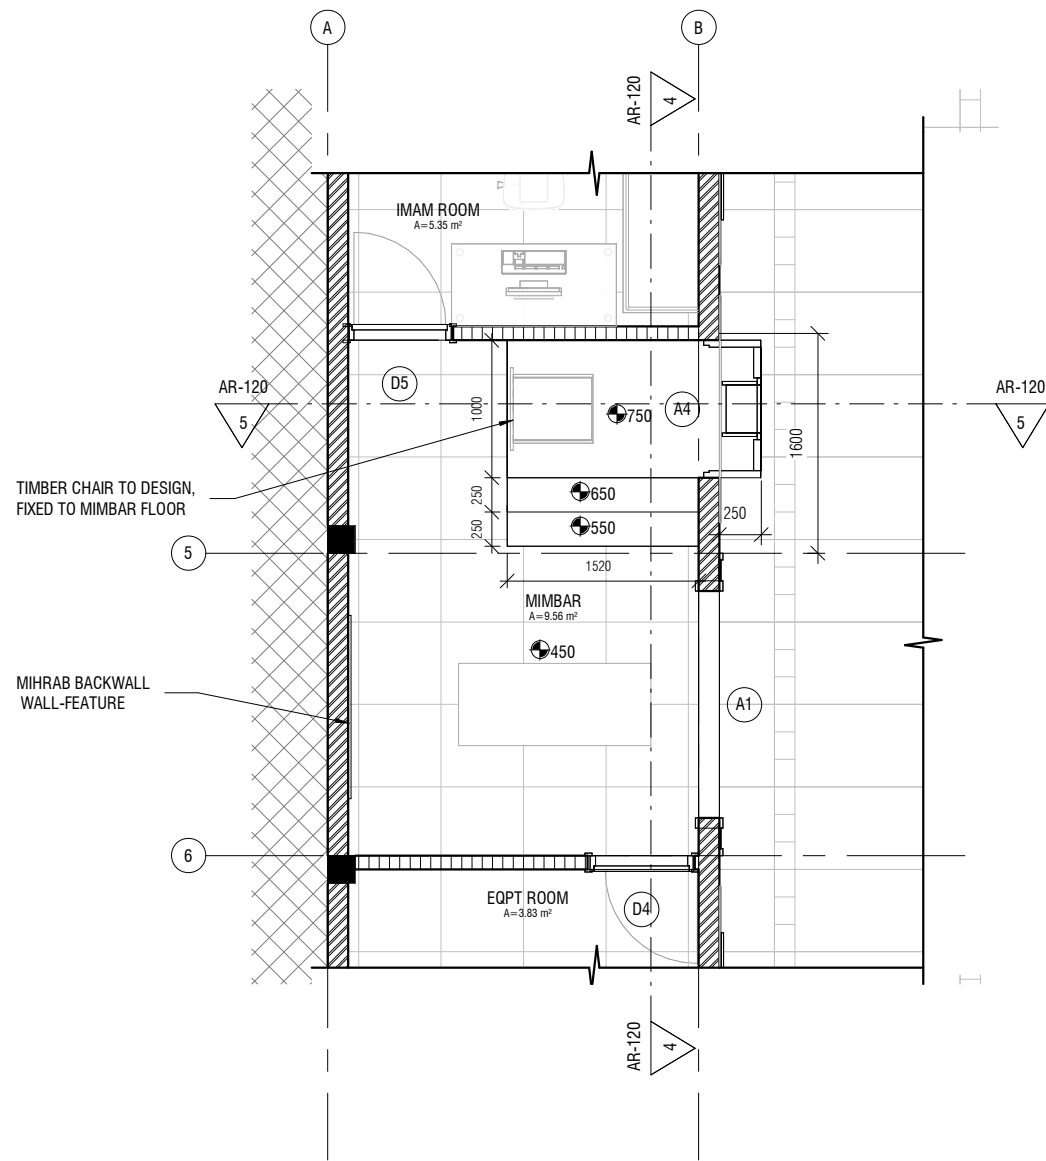 A
B
AR-120
4
IMAM ROOM
A=5.35 m²
D5
AR-120
5
1000
750
A4
AR-120
5
1600
TIMBER CHAIR TO DESIGN,
FIXED TO MIMBAR FLOOR
250
650
250
550
250
5
1520
MIMBAR
A=9.56 m²
450
MIHRAB BACKWALL
WALL-FEATURE
A1
6
EQPT ROOM
A=3.83 m²
D4
AR-120
4